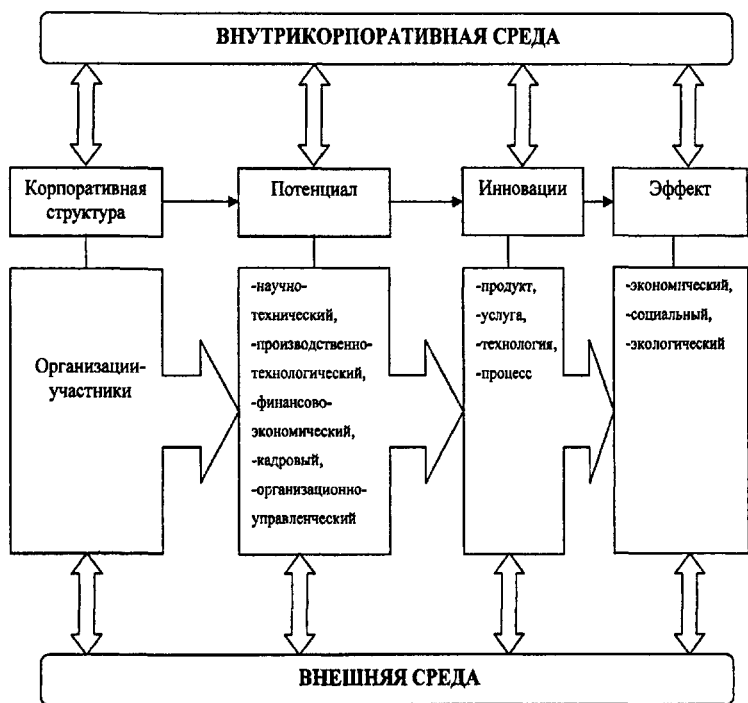 ВНУТРИКОРПОРАТИВНАЯ СРЕДА
Корпоративная
структура
Потенциал
Инновации
Эффект
Организации-
участники
-научно-
технический,
-производственно-
технологический,
-финансово-
экономический,
-кадровый,
-организационно-
управленческий
-продукт,
-услуга,
-технология,
-процесс
-экономический,
-социальный,
-экологический
ВНЕШНЯЯ СРЕДА